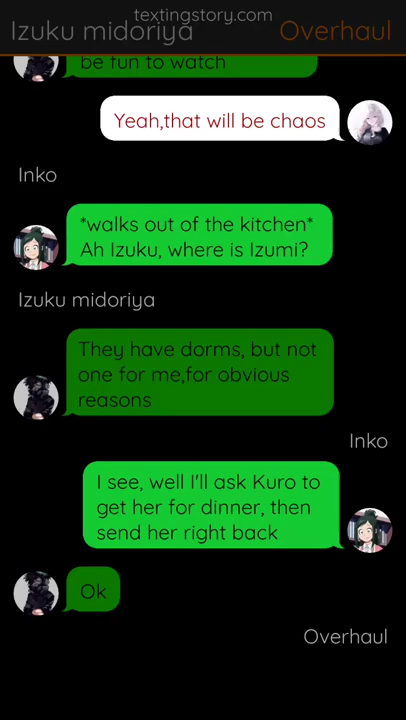 textingstory.com
Izuku midoriya
Overhaul
be fun to watch
Yeah,that will be chaos
Inko
*walks out of the kitchen*
Ah Izuku, where is Izumi?
Izuku midoriya
They have dorms, but not
one for me,for obvious
reasons
Inko
I see, well I'll ask Kuro to
get her for dinner, then
send her right back
Ok
Overhaul